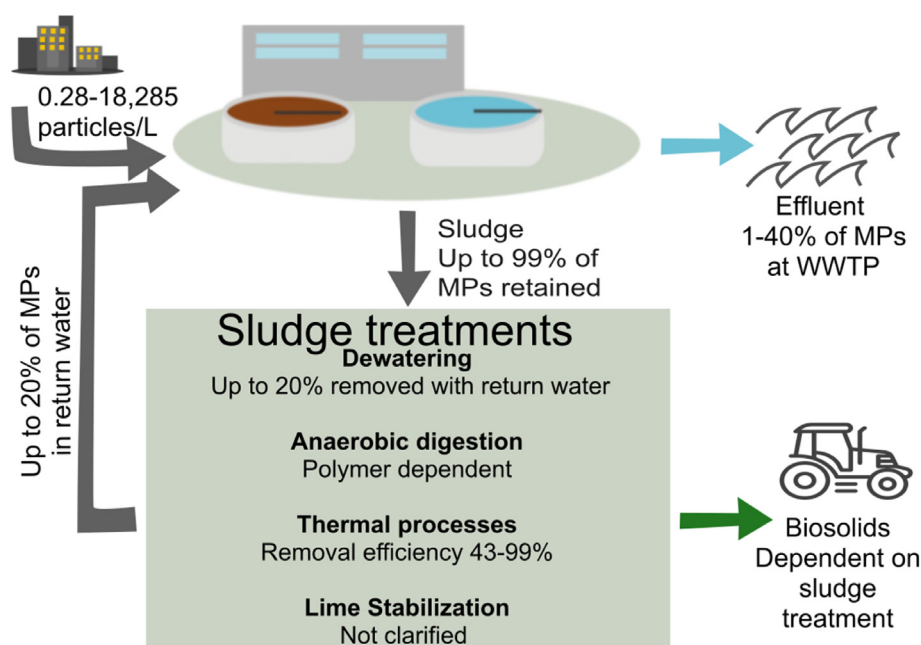 0.28-18,285
particles/L
Sludge
Up to 99% of
MPs retained
Effluent
1-40% of MPs
at WWTP
Up to 20% of MPs
in return water
Sludge treatments
Dewatering
Up to 20% removed with return water
Anaerobic digestion
Polymer dependent
Thermal processes
Removal efficiency 43-99%
Lime Stabilization
Not clarified
Biosolids
Dependent on
sludge
treatment